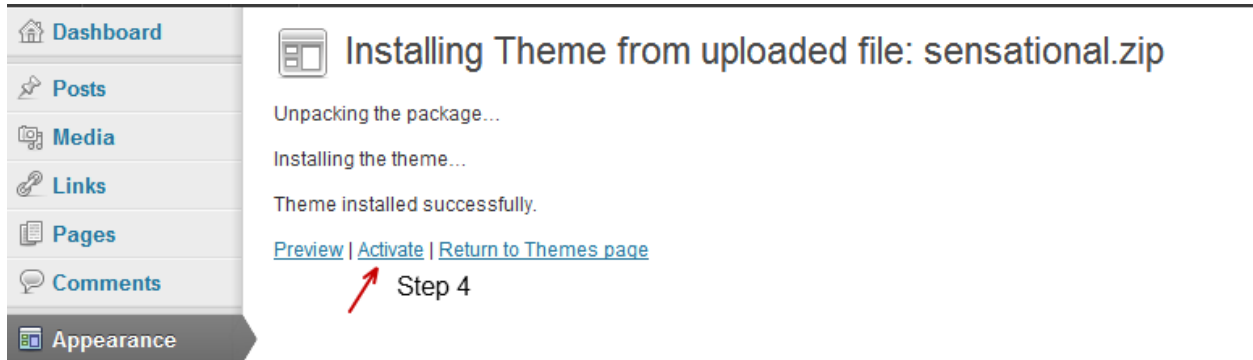 Dashboard
Posts
Media
Links
Pages
Comments
Appearance
Installing Theme from uploaded file: sensational.zip
Unpacking the package...
Installing the theme...
Theme installed successfully.
Preview | Activate | Return to Themes page
Step 4